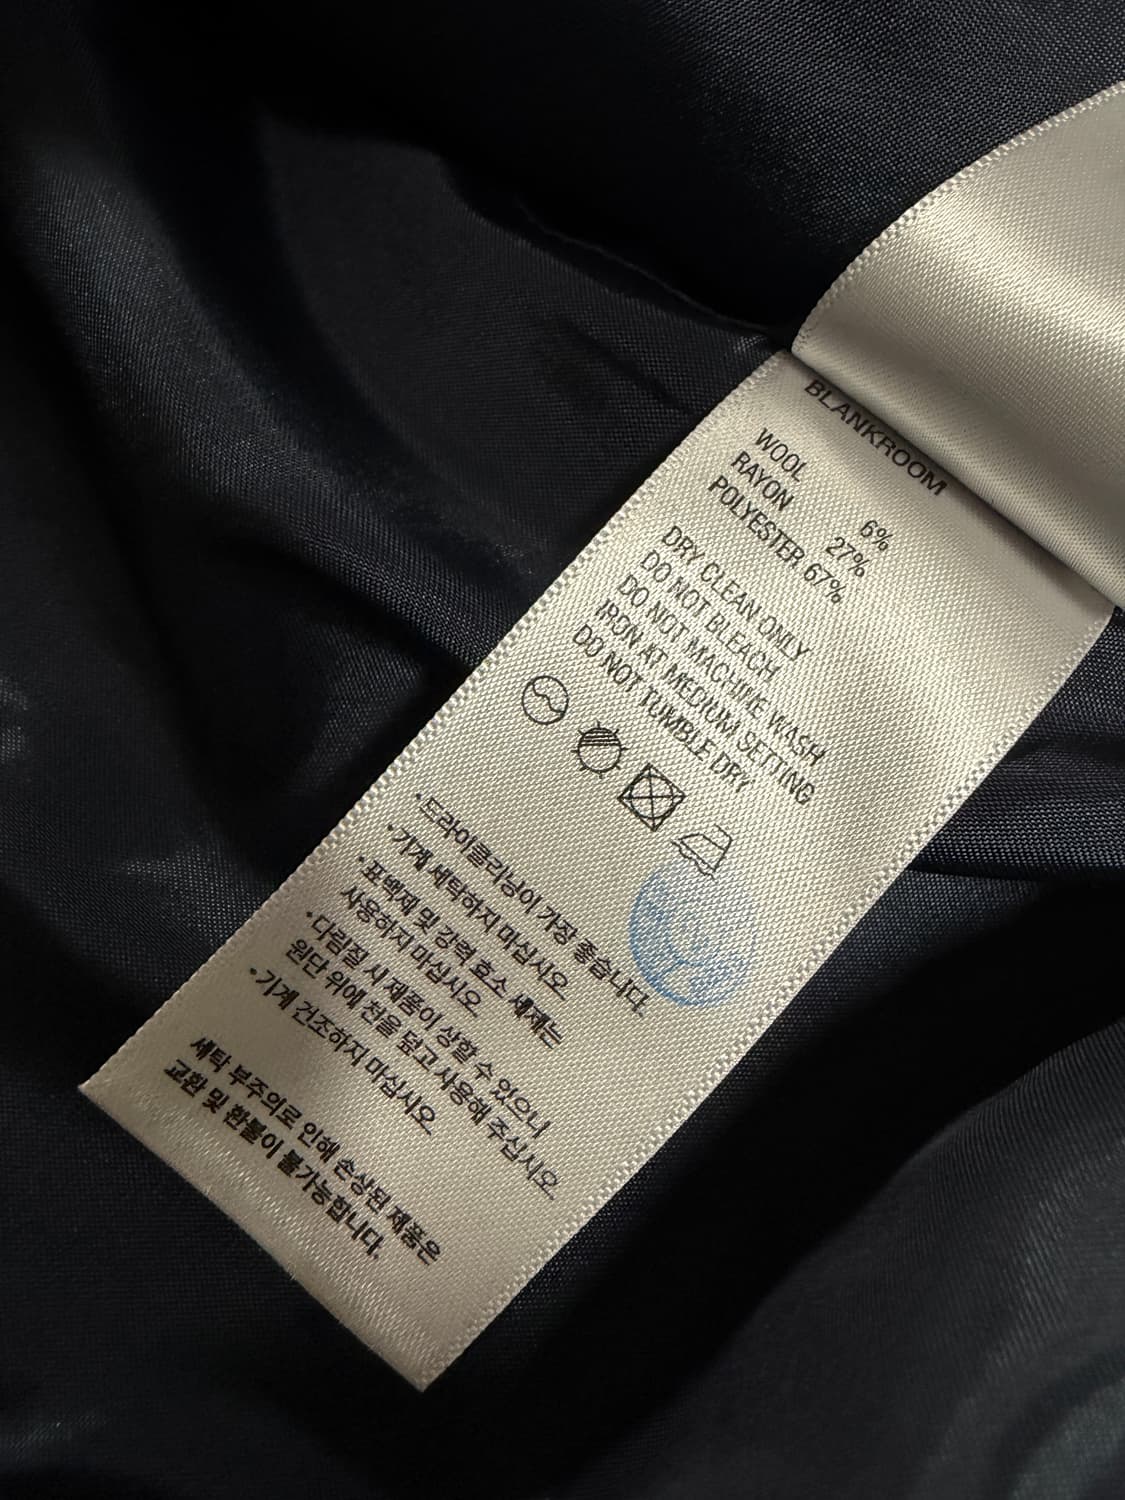 BLANKROOM
WOOL 6%
RAYON 27%
POLYESTER 67%
DRY CLEAN ONLY
DO NOT BLEACH
DO NOT MACHINE WASH
IRON AT MEDIUM SETTING
DO NOT TUMBLE DRY
·드라이클리닝이 가장 좋습니다.
·기계 세탁하지 마십시오.
·표백제 및 강력 효소 세제는
사용하지 마십시오.
·다림질 시 제품이 상할 수 있으니
원단 위에 천을 덮고 사용해 주십시오.
·기계 건조하지 마십시오.
세탁 부주의로 인해 손상된 제품은
교환 및 환불이 불가능합니다.